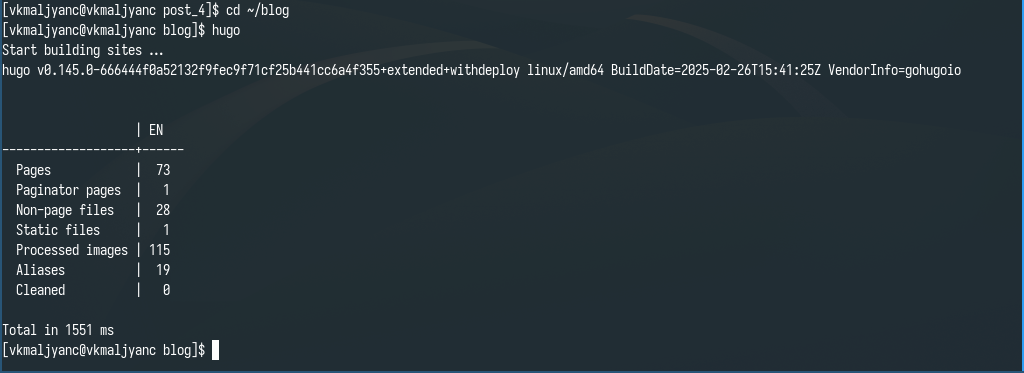 [vkmaljyanc@vkmaljyanc post_4]$ cd ~/blog
[vkmaljyanc@vkmaljyanc blog]$ hugo
Start building sites …
hugo v0.145.0-666444f0a52132f9fec9f71cf25b441cc6a4f355+extended+withdeploy linux/amd64 BuildDate=2025-02-26T15:41:25Z VendorInfo=gohugoio

                   | EN
-------------------+------
  Pages            |  73
  Paginator pages  |   1
  Non-page files   |  28
  Static files     |   1
  Processed images | 115
  Aliases          |  19
  Cleaned          |   0

Total in 1551 ms
[vkmaljyanc@vkmaljyanc blog]$